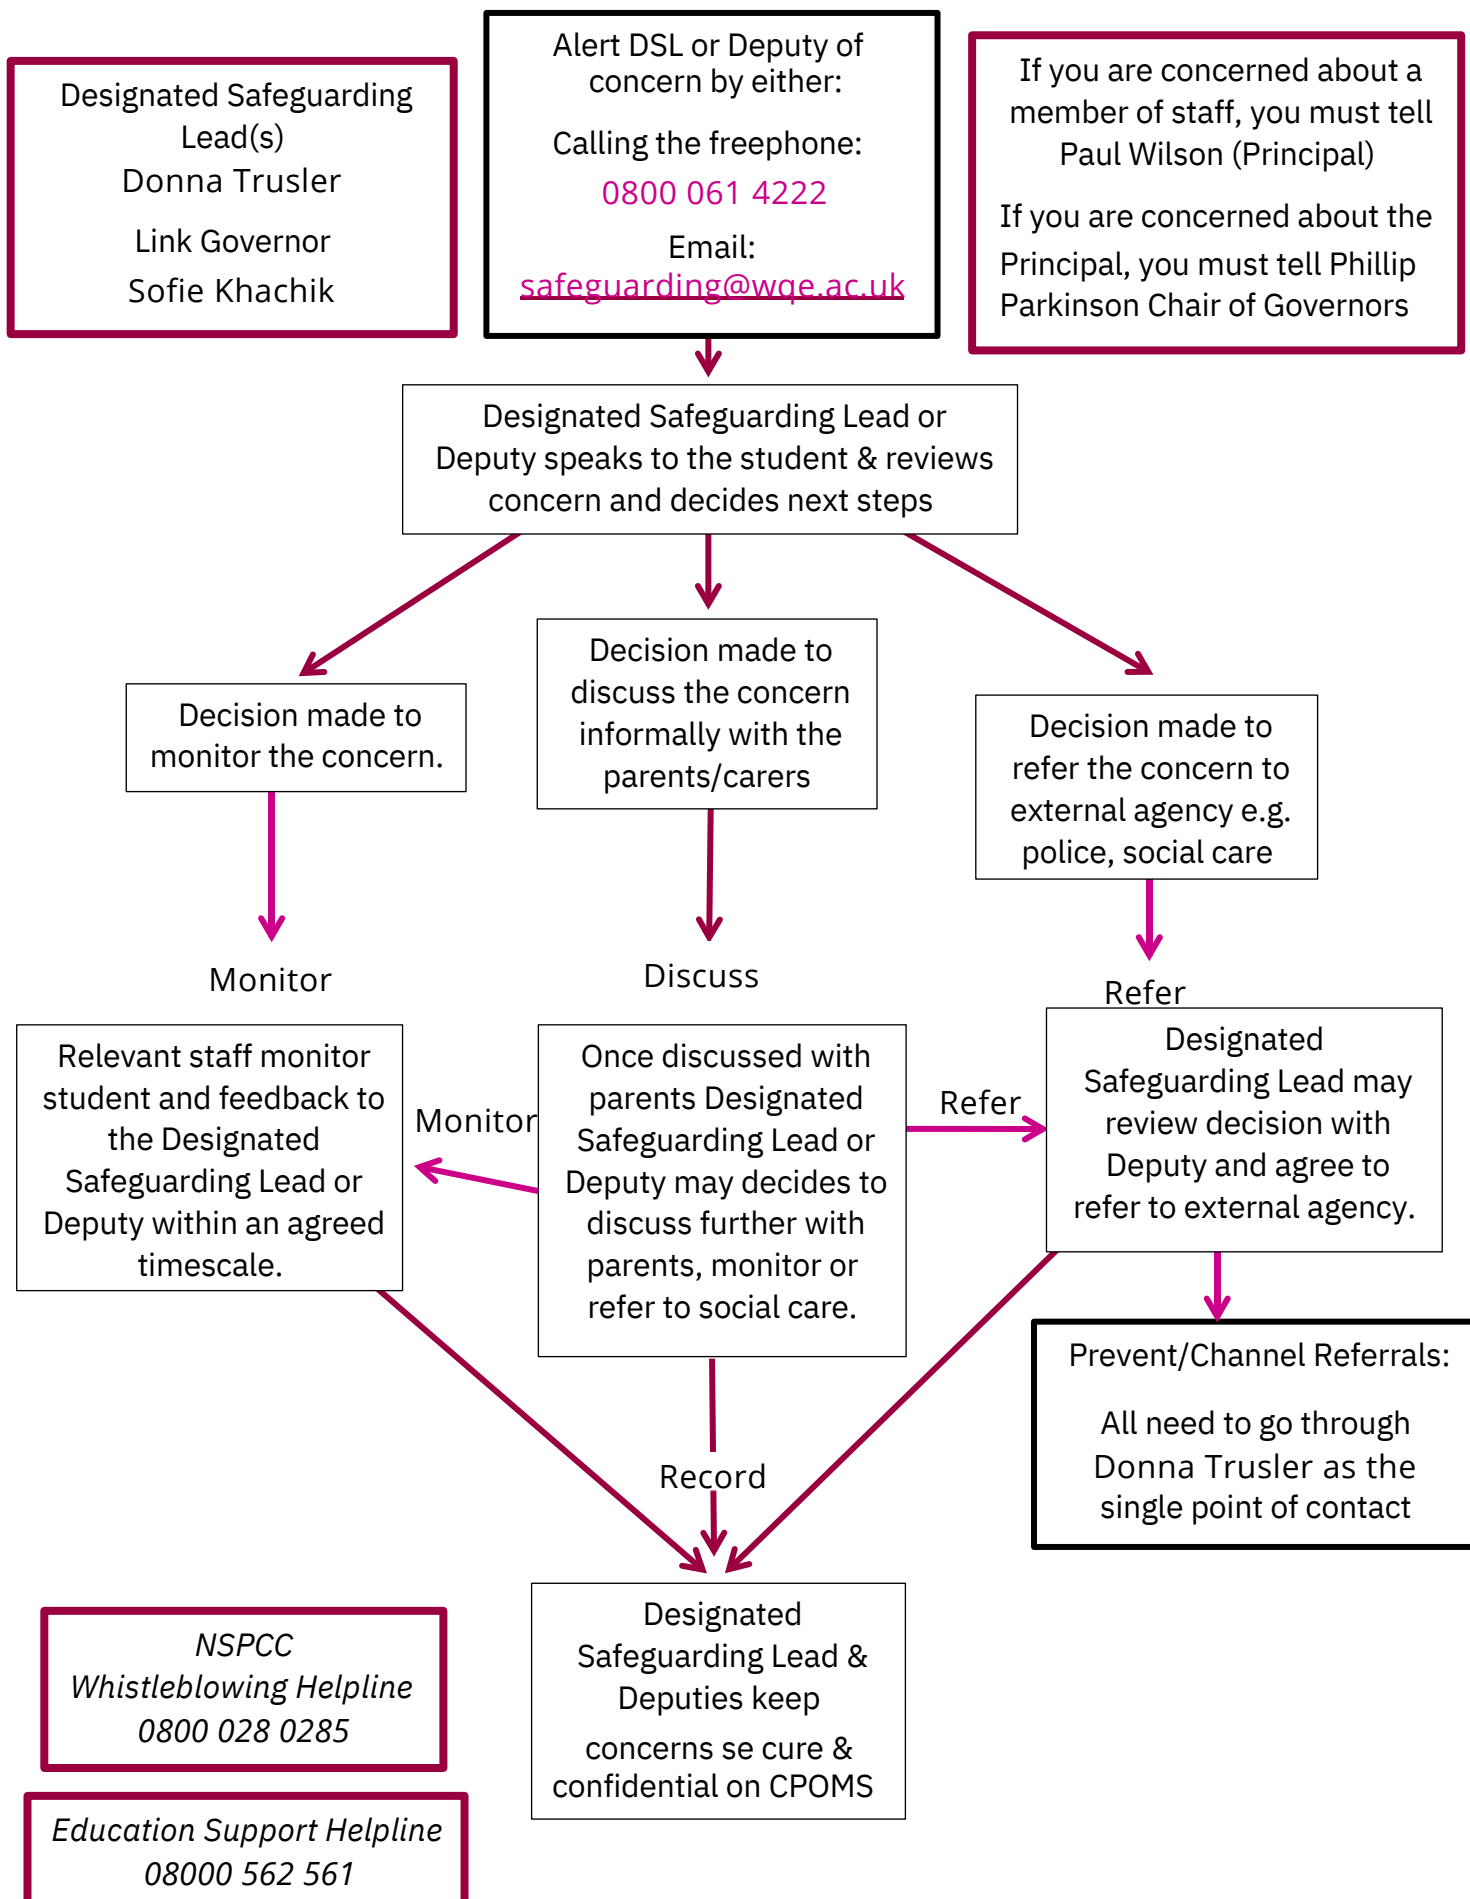 Designated Safeguarding
Lead(s)
Donna Trusler
Link Governor
Sofie Khachik
Alert DSL or Deputy of
concern by either:
Calling the freephone:
0800 061 4222
Email:
safeguarding@wqe.ac.uk
If you are concerned about a
member of staff, you must tell
Paul Wilson (Principal)
If you are concerned about the
Principal, you must tell Phillip
Parkinson Chair of Governors
Designated Safeguarding Lead or
Deputy speaks to the student & reviews
concern and decides next steps
Decision made to
monitor the concern.
Decision made to
discuss the concern
informally with the
parents/carers
Decision made to
refer the concern to
external agency e.g.
police, social care
Monitor
Discuss
Refer
Relevant staff monitor
student and feedback to
the Designated
Safeguarding Lead or
Deputy within an agreed
timescale.
Monitor
Once discussed with
parents Designated
Safeguarding Lead or
Deputy may decides to
discuss further with
parents, monitor or
refer to social care.
Refer
Designated
Safeguarding Lead may
review decision with
Deputy and agree to
refer to external agency.
Prevent/Channel Referrals:
All need to go through
Donna Trusler as the
single point of contact
Record
Designated
Safeguarding Lead &
Deputies keep
concerns se cure &
confidential on CPOMS
NSPCC
Whistleblowing Helpline
0800 028 0285
Education Support Helpline
08000 562 561